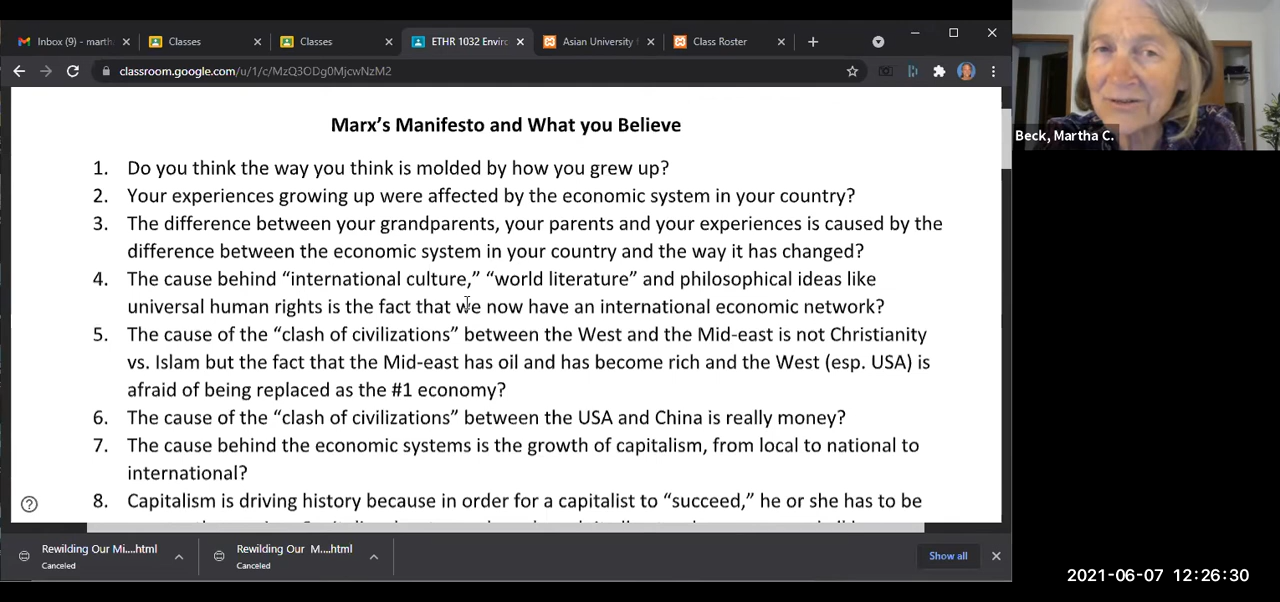 Inbox (9) - marth
Classes
Classes
ETHR 1032 Enviro
Asian University f
Class Roster
classroom.google.com/u/1/c/MzQ3ODg0MjcwNzM2
Marx's Manifesto and What you Believe
1. Do you think the way you think is molded by how you grew up?
2. Your experiences growing up were affected by the economic system in your country?
3. The difference between your grandparents, your parents and your experiences is caused by the
difference between the economic system in your country and the way it has changed?
4. The cause behind “international culture,” “world literature” and philosophical ideas like
universal human rights is the fact that we now have an international economic network?
5. The cause of the “clash of civilizations” between the West and the Mid-east is not Christianity
vs. Islam but the fact that the Mid-east has oil and has become rich and the West (esp. USA) is
afraid of being replaced as the #1 economy?
6. The cause of the “clash of civilizations” between the USA and China is really money?
7. The cause behind the economic systems is the growth of capitalism, from local to national to
international?
8. Capitalism is driving history because in order for a capitalist to “succeed,” he or she has to be
Rewilding Our Mi....html
Canceled
Rewilding Our M....html
Canceled
Show all
Beck, Martha C.
2021-06-07 12:26:30